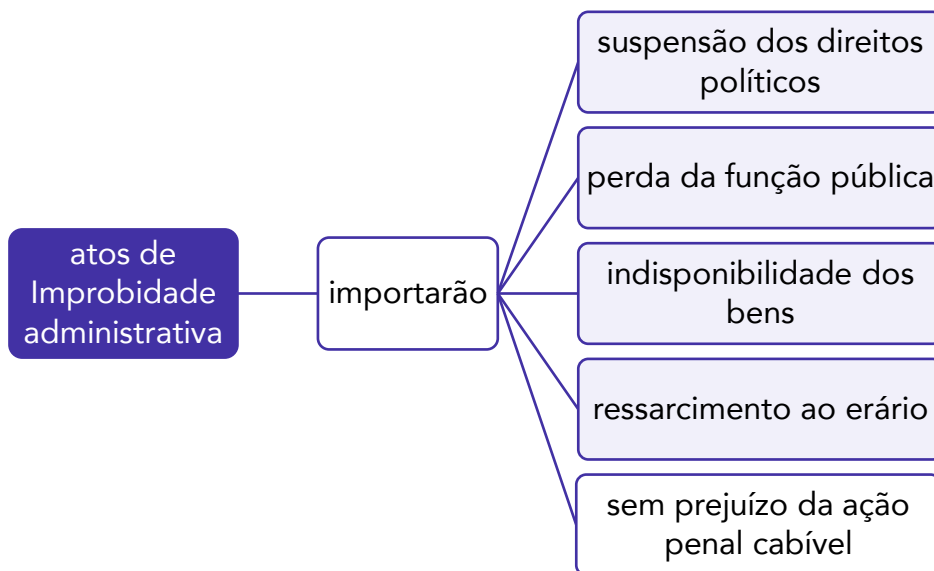 atos de
Improbidade
administrativa
importarão
suspensão dos direitos
políticos
perda da função pública
indisponibilidade dos
bens
ressarcimento ao erário
sem prejuízo da ação
penal cabível